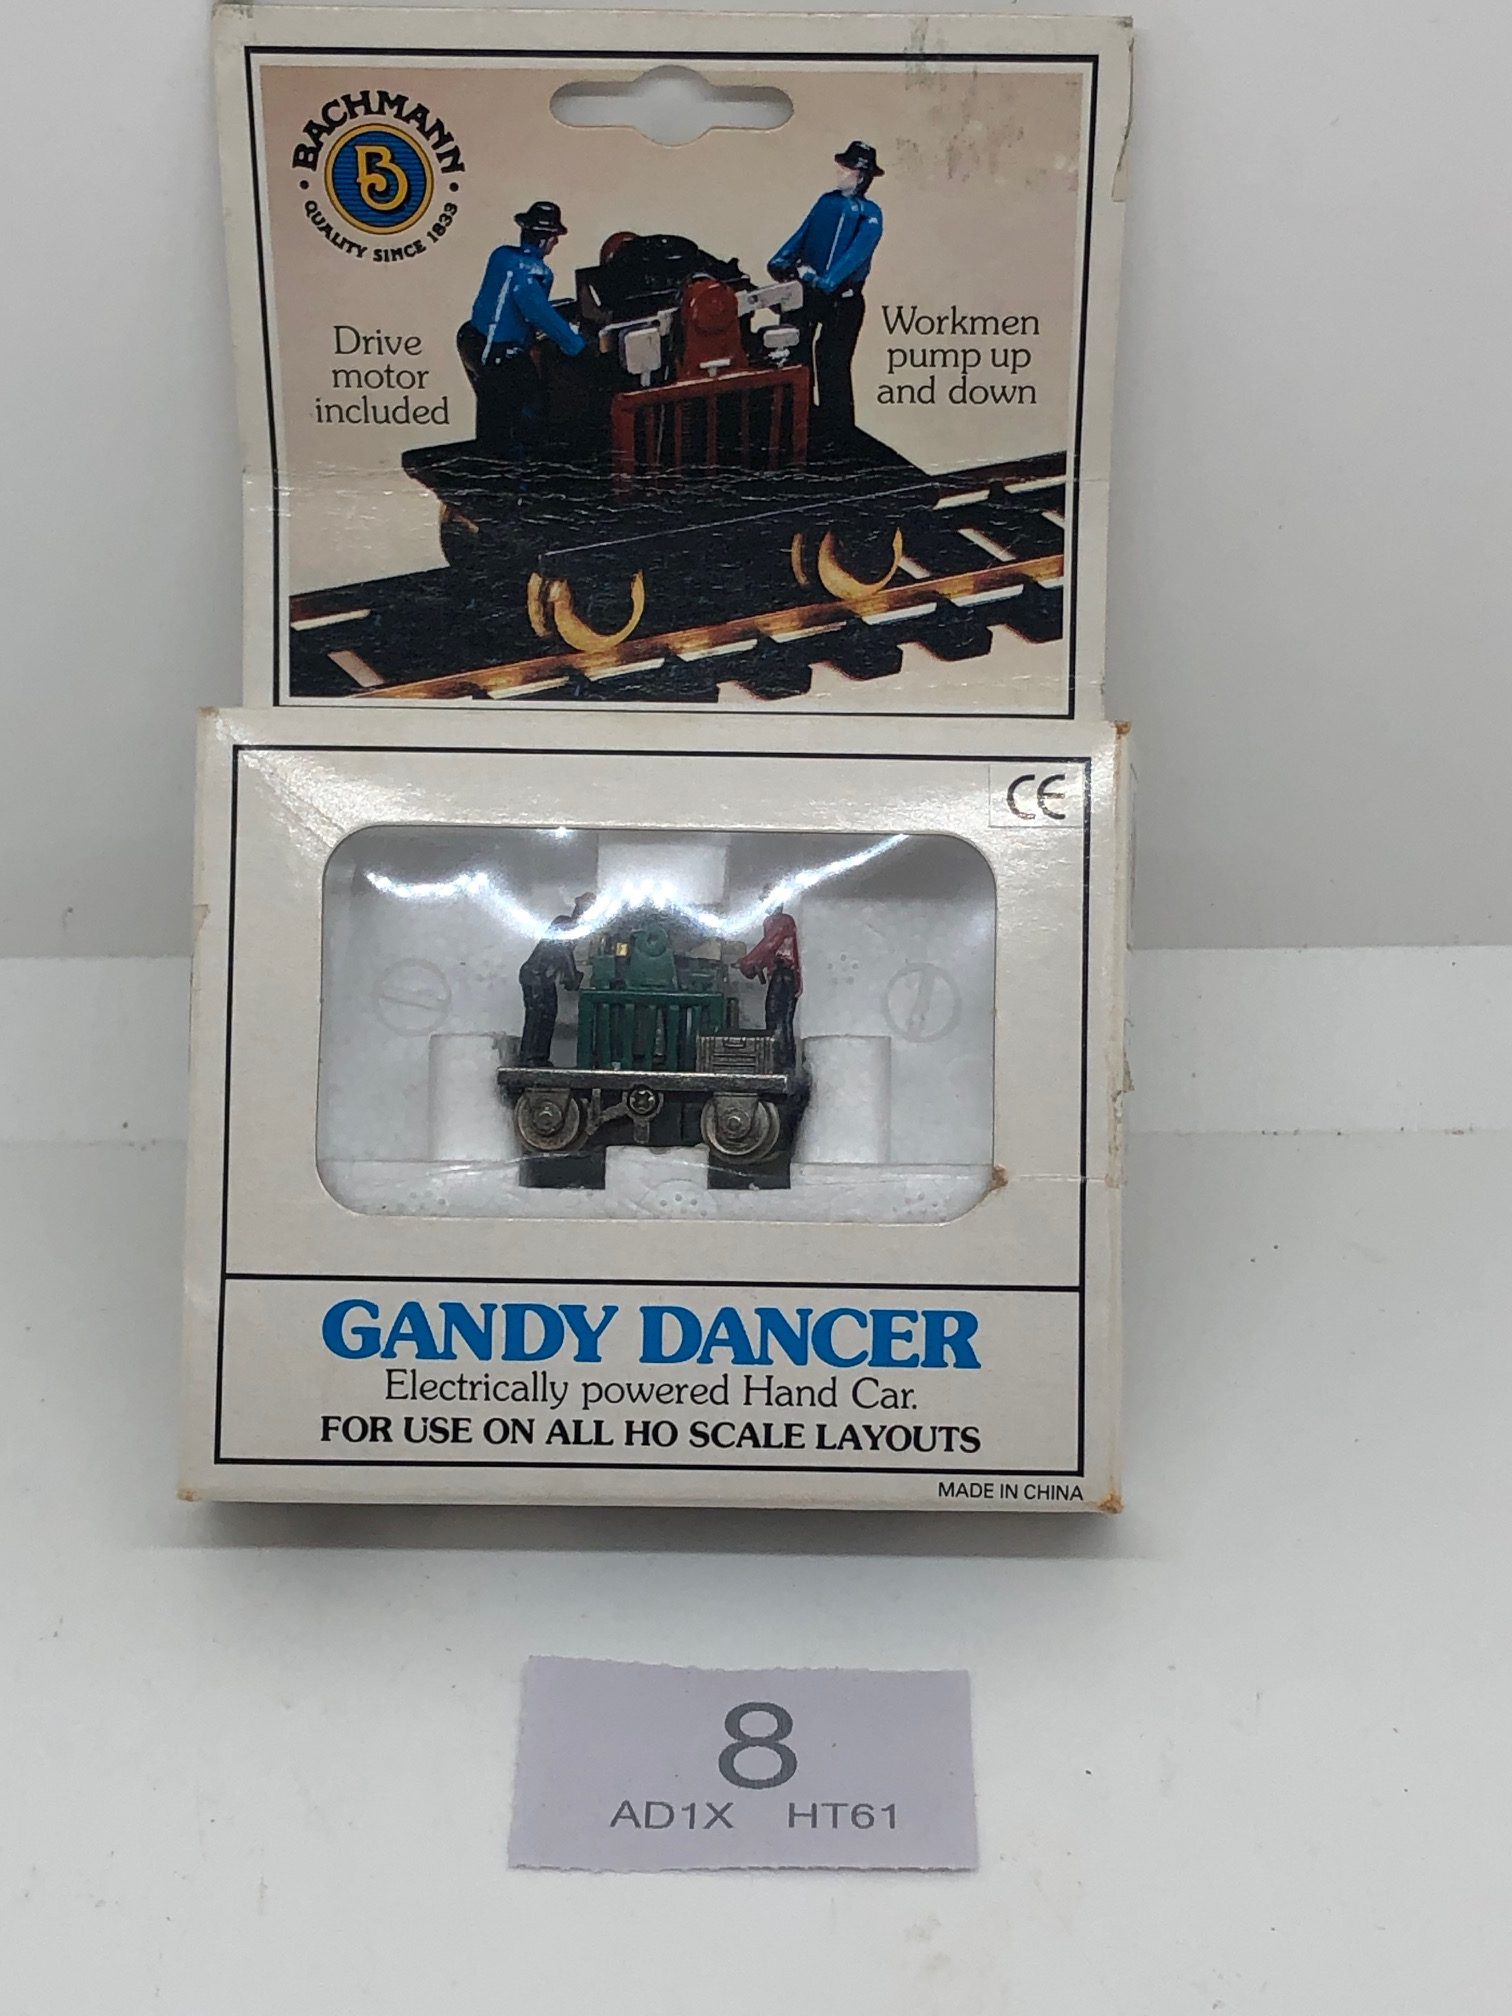 BACHMANN
B
QUALITY SINCE 1833
Drive
motor
included
Workmen
pump up
and down
CE
GANDY DANCER
Electrically powered Hand Car.
FOR USE ON ALL HO SCALE LAYOUTS
MADE IN CHINA
8
AD1X HT61